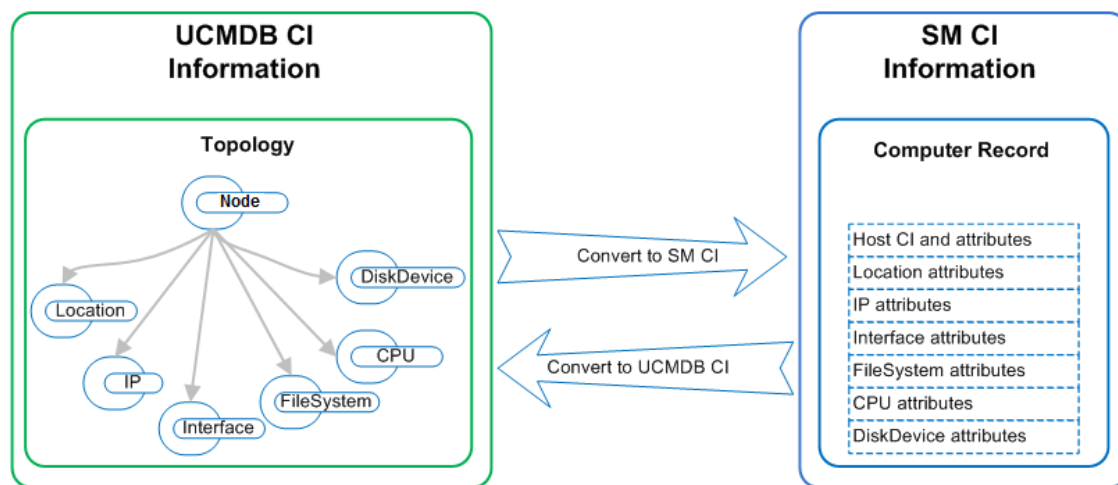 UCMDB CI
Information
Topology
Node
DiskDevice
Location
CPU
IP
FileSystem
Interface
Convert to SM CI
Convert to UCMDB CI
SM CI
Information
Computer Record
Host CI and attributes
Location attributes
IP attributes
Interface attributes
FileSystem attributes
CPU attributes
DiskDevice attributes